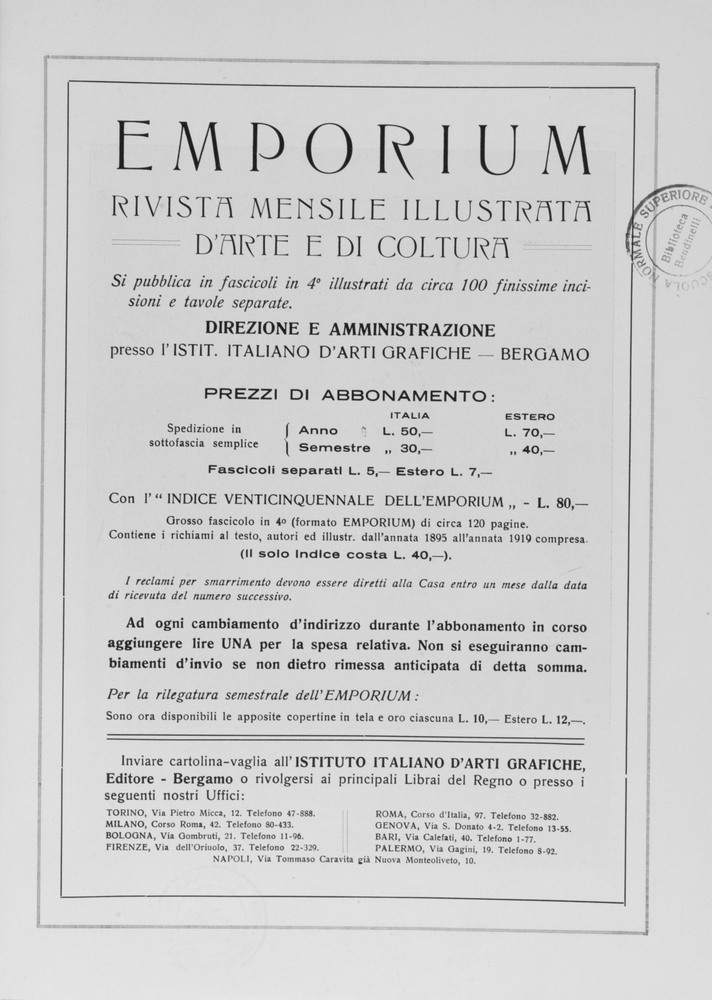 EMPORIUM
RIVISTA MENSILE ILLUSTRATA
D'ARTE E DI COLTURA
Si pubblica in fascicoli in 4º illustrati da circa 100 finissime inci-
sioni e tavole separate.
DIREZIONE E AMMINISTRAZIONE
presso l'ISTIT. ITALIANO D'ARTI GRAFICHE — BERGAMO
PREZZI DI ABBONAMENTO:
ITALIA ESTERO
Spedizione in sottofascia semplice
Anno L. 50,— L. 70,—
Semestre „ 30,— „ 40,—
Fascicoli separati L. 5,— Estero L. 7,—
Con l'“ INDICE VENTICINQUENNALE DELL'EMPORIUM „ - L. 80,—
Grosso fascicolo in 4º (formato EMPORIUM) di circa 120 pagine.
Contiene i richiami al testo, autori ed illustr. dall'annata 1895 all'annata 1919 compresa.
(Il solo Indice costa L. 40,—).
I reclami per smarrimento devono essere diretti alla Casa entro un mese dalla data
di ricevuta del numero successivo.
Ad ogni cambiamento d'indirizzo durante l'abbonamento in corso
aggiungere lire UNA per la spesa relativa. Non si eseguiranno cam-
biamenti d'invio se non dietro rimessa anticipata di detta somma.
Per la rilegatura semestrale dell'EMPORIUM:
Sono ora disponibili le apposite copertine in tela e oro ciascuna L. 10,— Estero L. 12,—.
Inviare cartolina-vaglia all'ISTITUTO ITALIANO D'ARTI GRAFICHE,
Editore - Bergamo o rivolgersi ai principali Librai del Regno o presso i
seguenti nostri Uffici:
TORINO, Via Pietro Micca, 12. Telefono 47-888.
MILANO, Corso Roma, 42. Telefono 80-433.
BOLOGNA, Via Gombruti, 21. Telefono 11-96.
FIRENZE, Via dell'Oriuolo, 37. Telefono 22-329.
ROMA, Corso d'Italia, 97. Telefono 32-882.
GENOVA, Via S. Donato 4-2. Telefono 13-55.
BARI, Via Calefati, 40. Telefono 1-77.
PALERMO, Via Gagini, 19. Telefono 8-92.
NAPOLI, Via Tommaso Caravita già Nuova Monteoliveto, 10.
SCUOLA NORMALE SUPERIORE
Biblioteca
Bendinelli